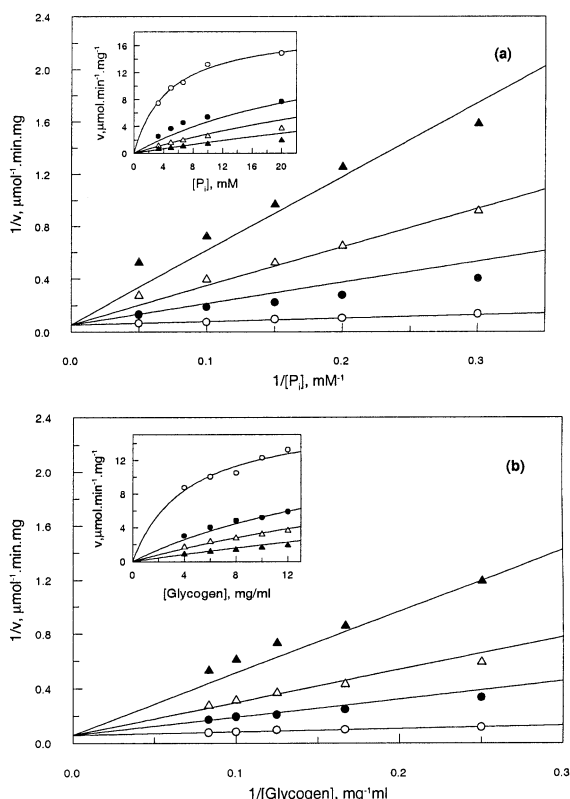 2.4
(a)
2.0
1.6
1.2
0.8
0.4
0.0
1/v, μmol⁻¹.min.mg
18
12
6
0
v,μmol.min⁻¹.mg⁻¹
0 4 8 12 16 20
[Pᵢ], mM
0.0 0.1 0.2 0.3
1/[Pᵢ], mM⁻¹
2.4
(b)
2.0
1.6
1.2
0.8
0.4
0.0
1/v, μmol⁻¹.min.mg
12
8
4
0
v,μmol.min⁻¹.mg⁻¹
0 4 8 12
[Glycogen], mg/ml
0.0 0.1 0.2 0.3
1/[Glycogen], mg⁻¹ml